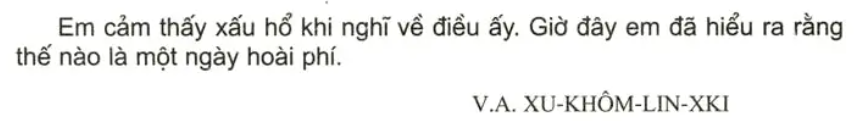 Em cảm thấy xấu hổ khi nghĩ về điều ấy. Giờ đây em đã hiểu ra rằng
thế nào là một ngày hoài phí.
V.A. XU-KHÔM-LIN-XKI